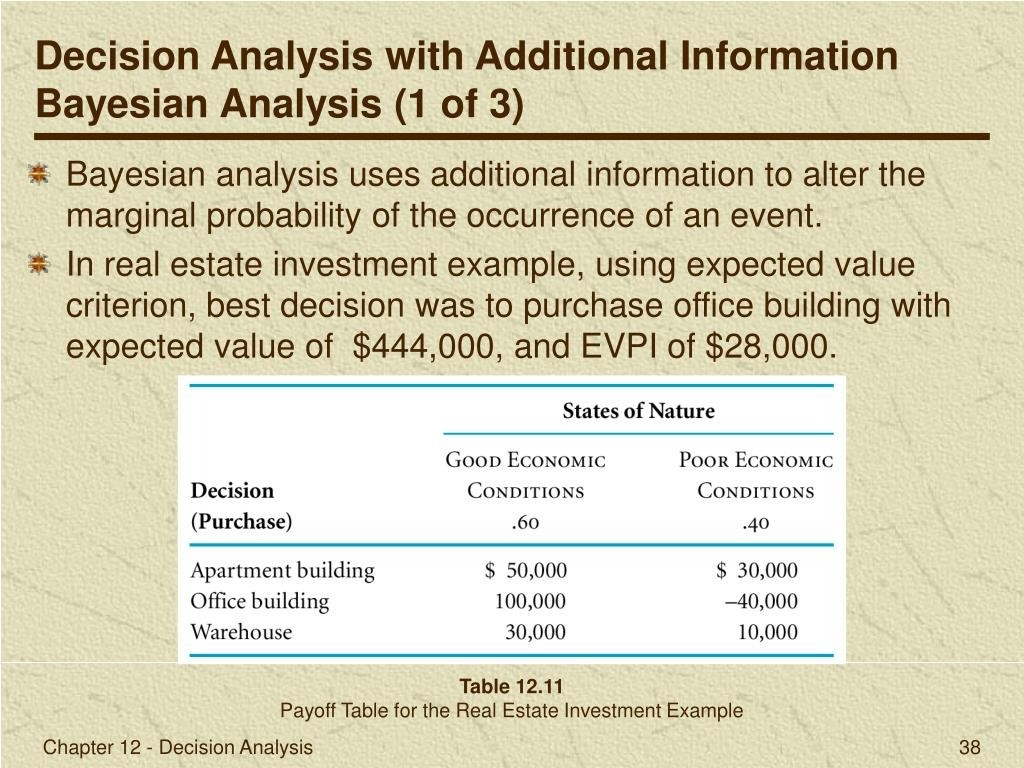 Decision Analysis with Additional Information
Bayesian Analysis (1 of 3)
Bayesian analysis uses additional information to alter the
marginal probability of the occurrence of an event.
In real estate investment example, using expected value
criterion, best decision was to purchase office building with
expected value of  $444,000, and EVPI of $28,000.
States of Nature
Good Economic Poor Economic
Decision Conditions Conditions
(Purchase) .60 .40
Apartment building $ 50,000 $ 30,000
Office building 100,000 –40,000
Warehouse 30,000 10,000
Table 12.11
Payoff Table for the Real Estate Investment Example
Chapter 12 - Decision Analysis 38